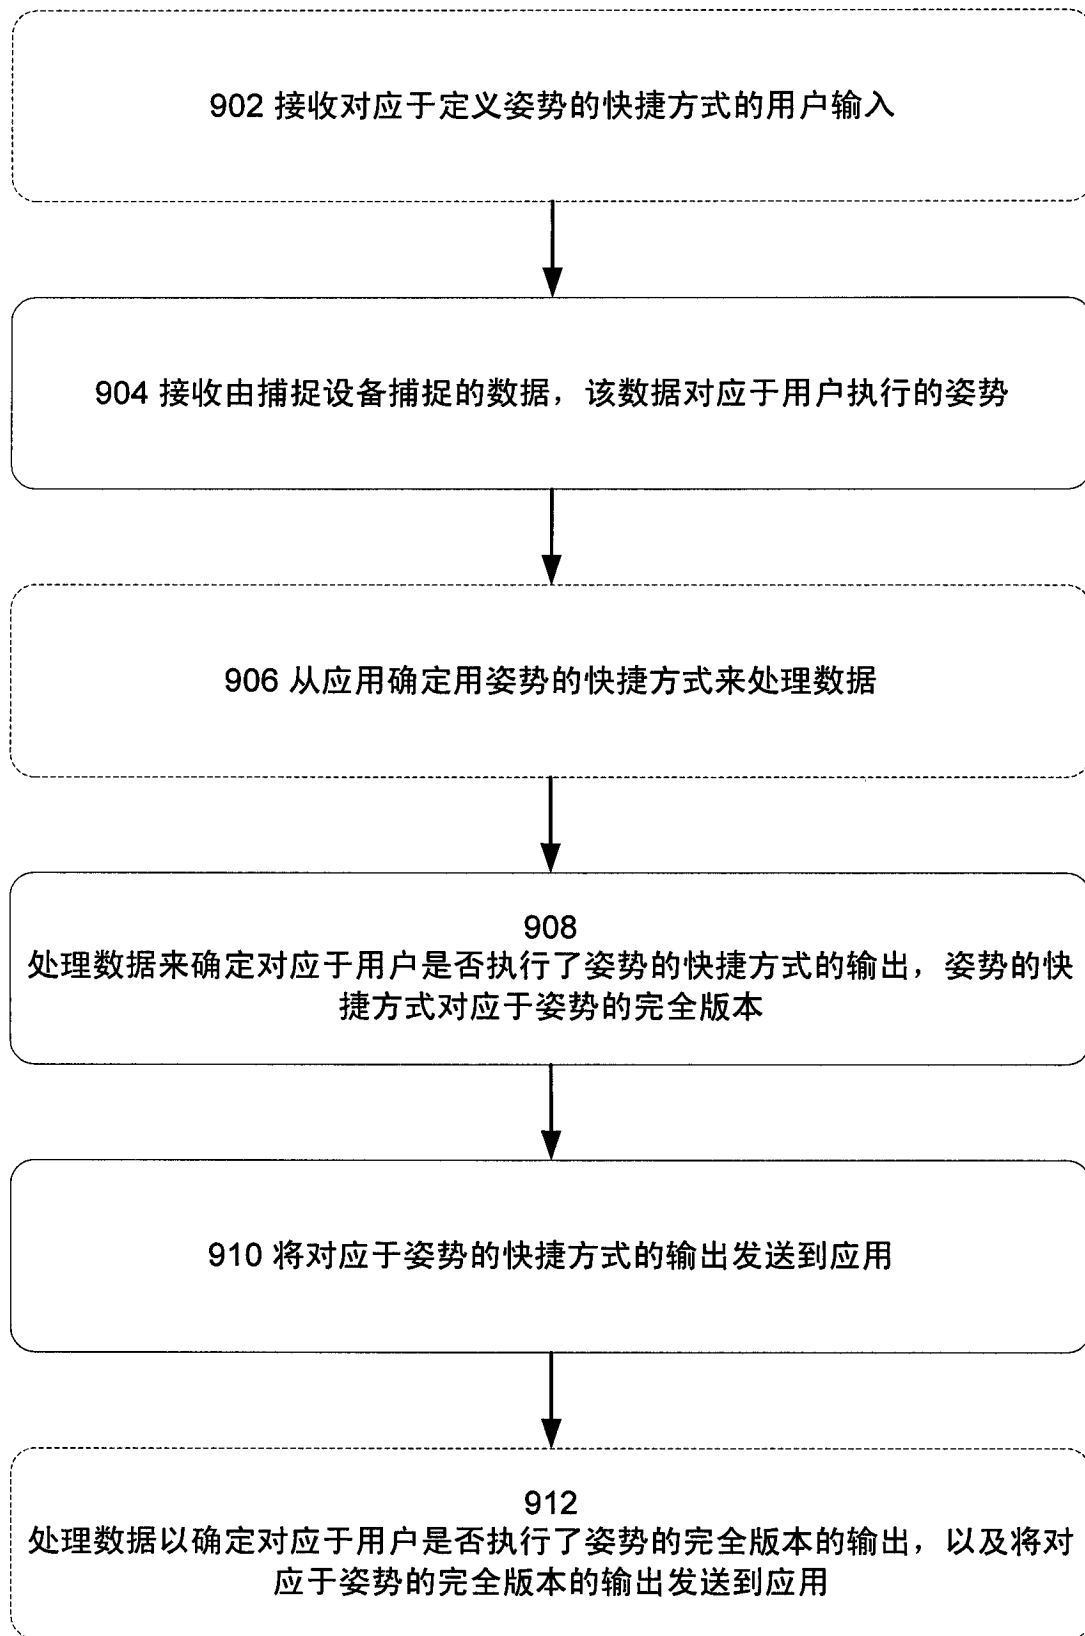 902 接收对应于定义姿势的快捷方式的用户输入
904 接收由捕捉设备捕捉的数据，该数据对应于用户执行的姿势
906 从应用确定用姿势的快捷方式来处理数据
908
处理数据来确定对应于用户是否执行了姿势的快捷方式的输出，姿势的快
捷方式对应于姿势的完全版本
910 将对应于姿势的快捷方式的输出发送到应用
912
处理数据以确定对应于用户是否执行了姿势的完全版本的输出，以及将对
应于姿势的完全版本的输出发送到应用